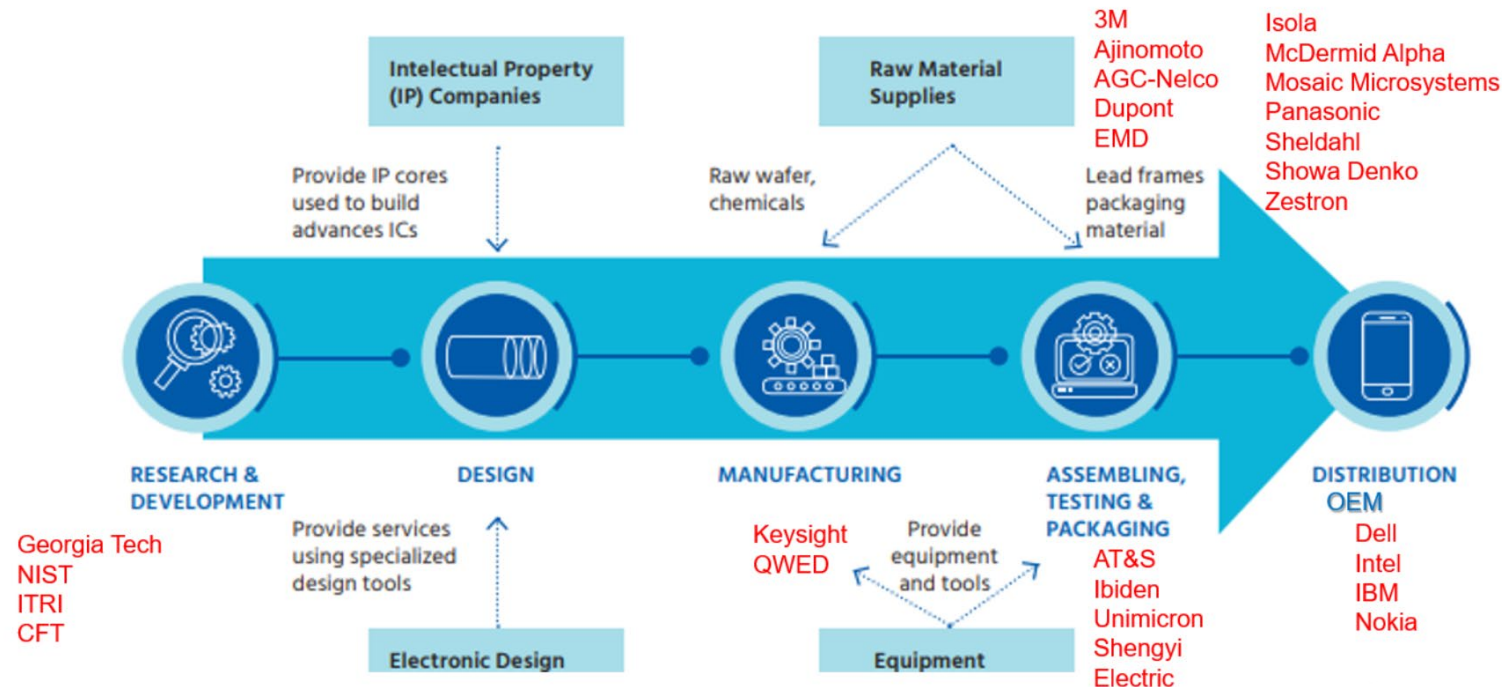 Intelectual Property
(IP) Companies
Raw Material
Supplies
3M
Ajinomoto
AGC-Nelco
Dupont
EMD
Isola
McDermid Alpha
Mosaic Microsystems
Panasonic
Sheldahl
Showa Denko
Zestron
Provide IP cores
used to build
advances ICs
Raw wafer,
chemicals
Lead frames
packaging
material
RESEARCH &
DEVELOPMENT
DESIGN
MANUFACTURING
ASSEMBLING,
TESTING &
PACKAGING
DISTRIBUTION
OEM
Georgia Tech
NIST
ITRI
CFT
Provide services
using specialized
design tools
Keysight
QWED
Provide
equipment
and tools
AT&S
Ibiden
Unimicron
Shengyi
Electric
Dell
Intel
IBM
Nokia
Electronic Design
Equipment